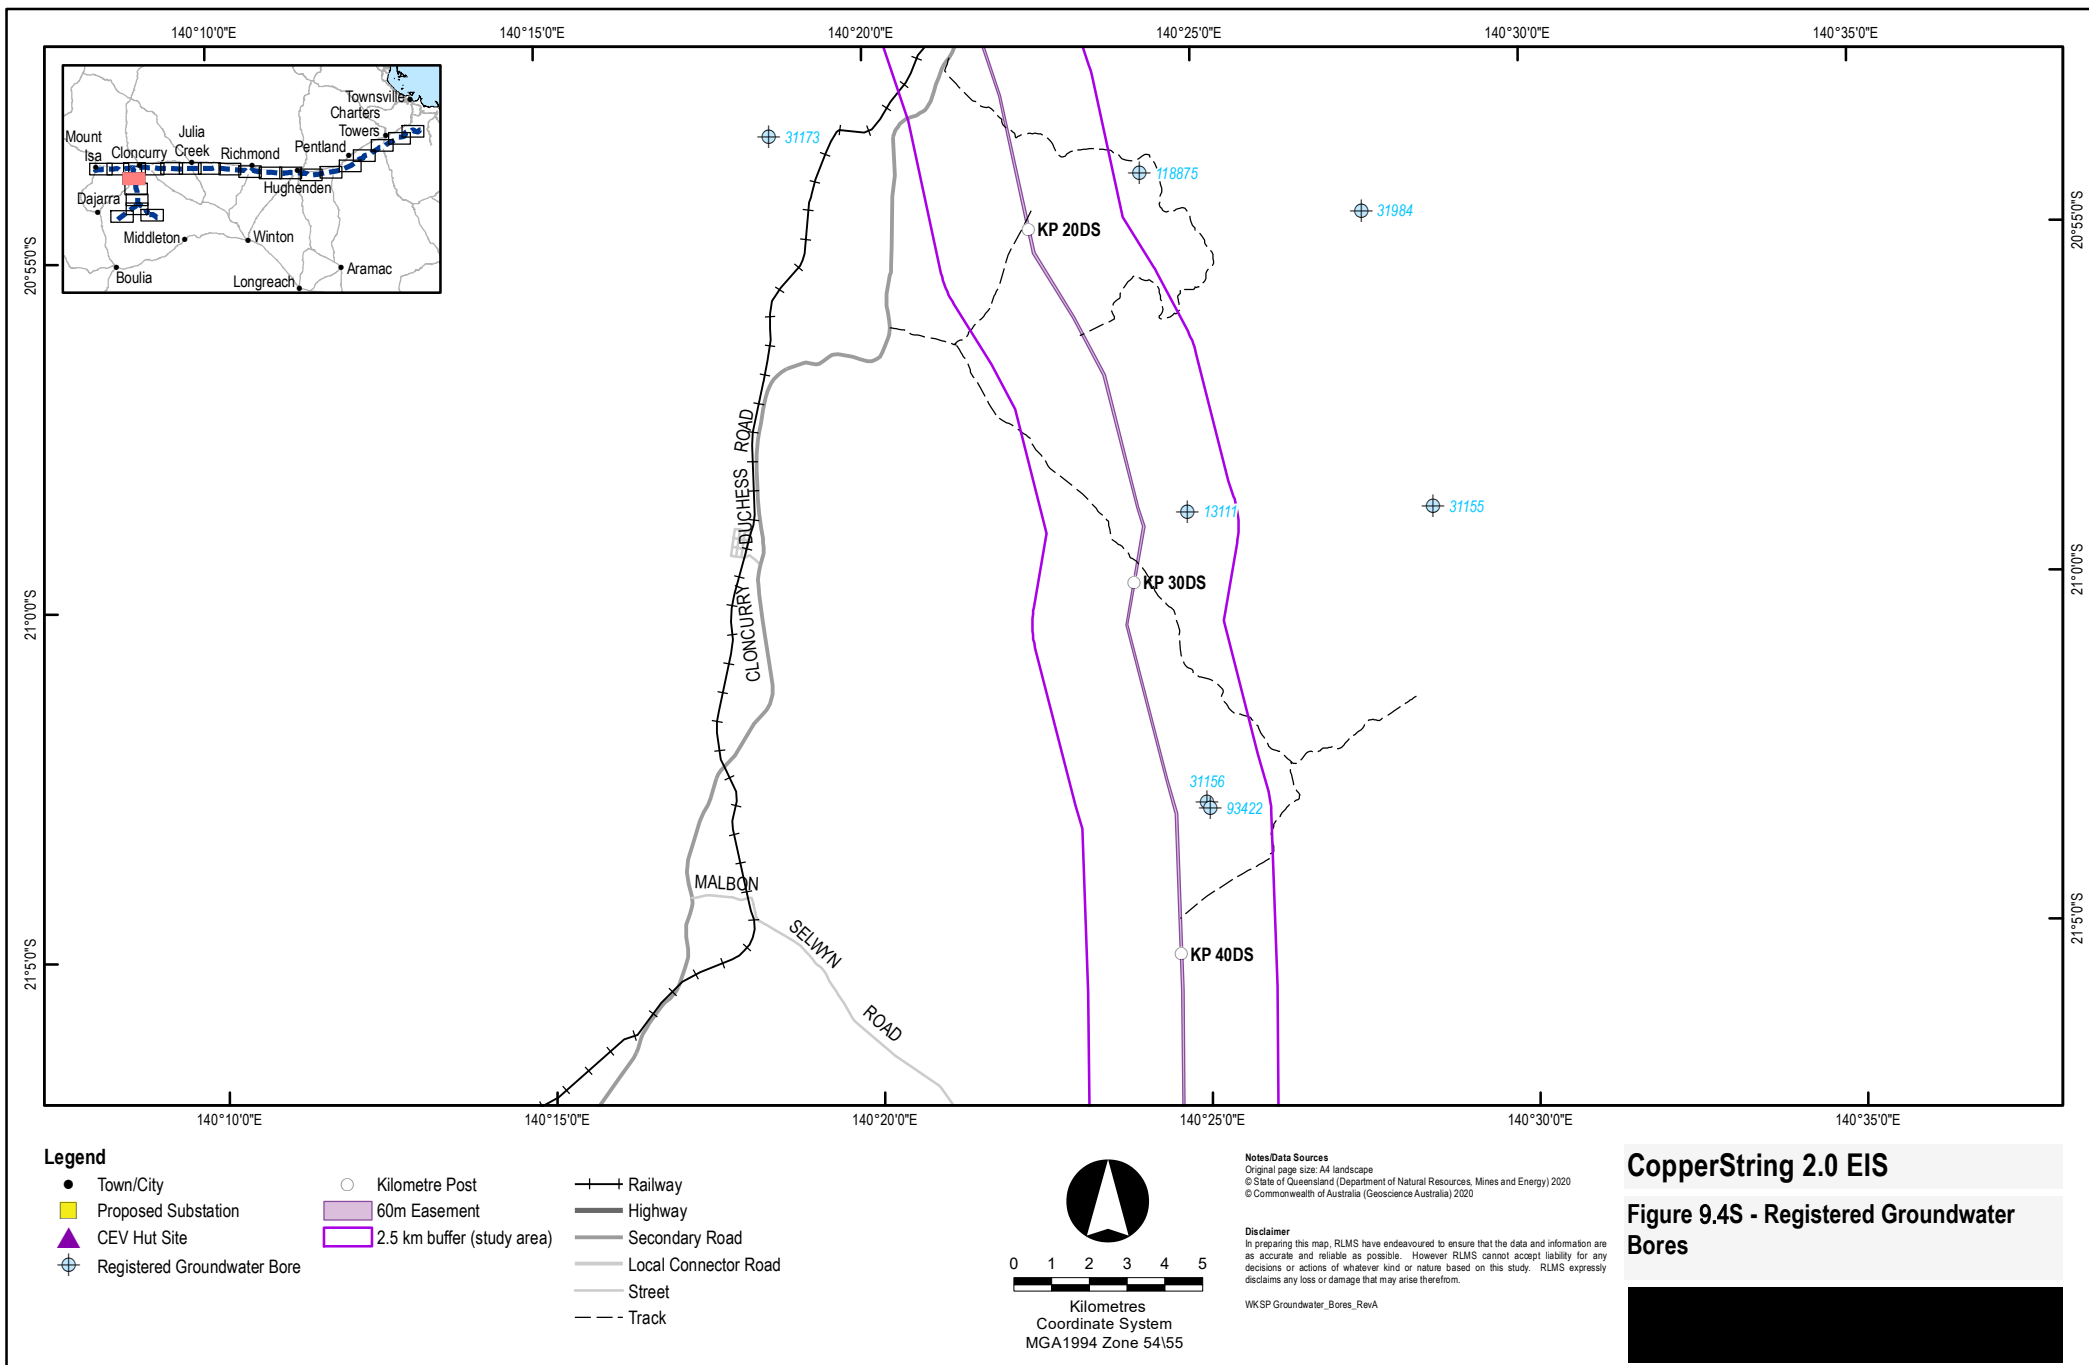 140°10'0"E
140°15'0"E
140°20'0"E
140°25'0"E
140°30'0"E
140°35'0"E
Townsville
Charters
Towers
Mount
Isa
Cloncurry
Julia
Creek
Richmond
Pentland
Hughenden
Dajarra
Middleton
Winton
Boulia
Longreach
Aramac
31173
118875
31984
KP 20DS
20°55'0"S
20°55'0"S
CLONCURRY DUCHESS ROAD
13111
31155
KP 30DS
21°0'0"S
21°0'0"S
31156
93422
MALBON
SELWYN
ROAD
KP 40DS
21°5'0"S
21°5'0"S
140°10'0"E
140°15'0"E
140°20'0"E
140°25'0"E
140°30'0"E
140°35'0"E
Legend
Town/City
Proposed Substation
CEV Hut Site
Registered Groundwater Bore
Kilometre Post
60m Easement
2.5 km buffer (study area)
Railway
Highway
Secondary Road
Local Connector Road
Street
Track
0 1 2 3 4 5
Kilometres
Coordinate System
MGA1994 Zone 54\55
Notes/Data Sources
Original page size: A4 landscape
© State of Queensland (Department of Natural Resources, Mines and Energy) 2020
© Commonwealth of Australia (Geoscience Australia) 2020
Disclaimer
In preparing this map, RLMS have endeavoured to ensure that the data and information are
as accurate and reliable as possible. However RLMS cannot accept liability for any
decisions or actions of whatever kind or nature based on this study. RLMS expressly
disclaims any loss or damage that may arise therefrom.
WKSP Groundwater_Bores_RevA
CopperString 2.0 EIS
Figure 9.4S - Registered Groundwater
Bores